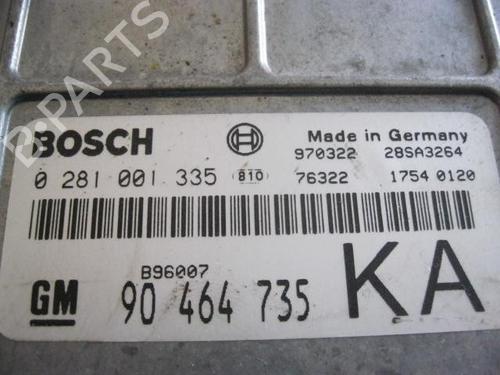 B-PARTS
BOSCH
Made in Germany
970322 28SA3264
0 281 001 335 810 76322 1754 0120
B96007
GM 90 464 735 KA